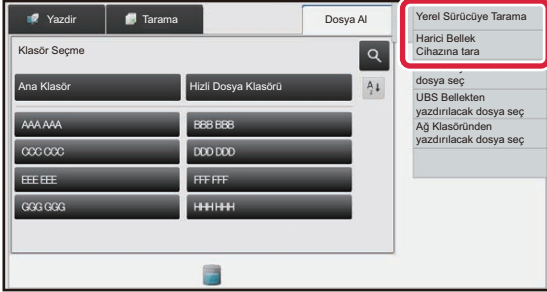 Yazdir
Tarama
Dosya Al
Klasör Seçme
Ana Klasör
Hizli Dosya Klasörü
AAA AAA
BBB BBB
CCC CCC
DDD DDD
EEE EEE
FFF FFF
GGG GGG
HHH HHH
Yerel Sürücüye Tarama
Harici Bellek
Cihazına tara
dosya seç
UBS Bellekten
yazdırılacak dosya seç
Ağ Klasöründen
yazdırılacak dosya seç